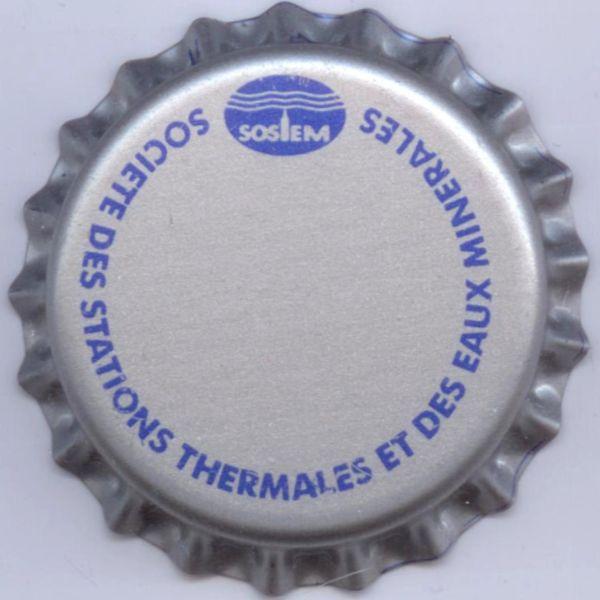 SOSTEM
SOCIETE DES STATIONS THERMALES ET DES EAUX MINERALES